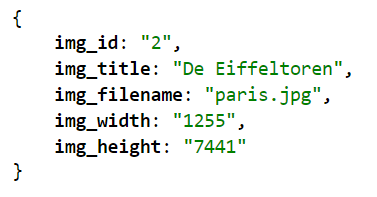 {
    img_id: "2",
    img_title: "De Eiffeltoren",
    img_filename: "paris.jpg",
    img_width: "1255",
    img_height: "7441"
}